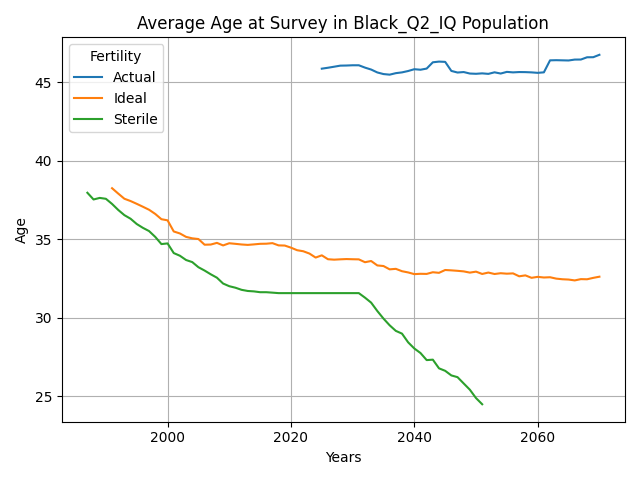 Average Age at Survey in Black_Q2_IQ Population
Fertility
Actual
Ideal
Sterile
45
40
35
30
25
Age
2000
2020
2040
2060
Years